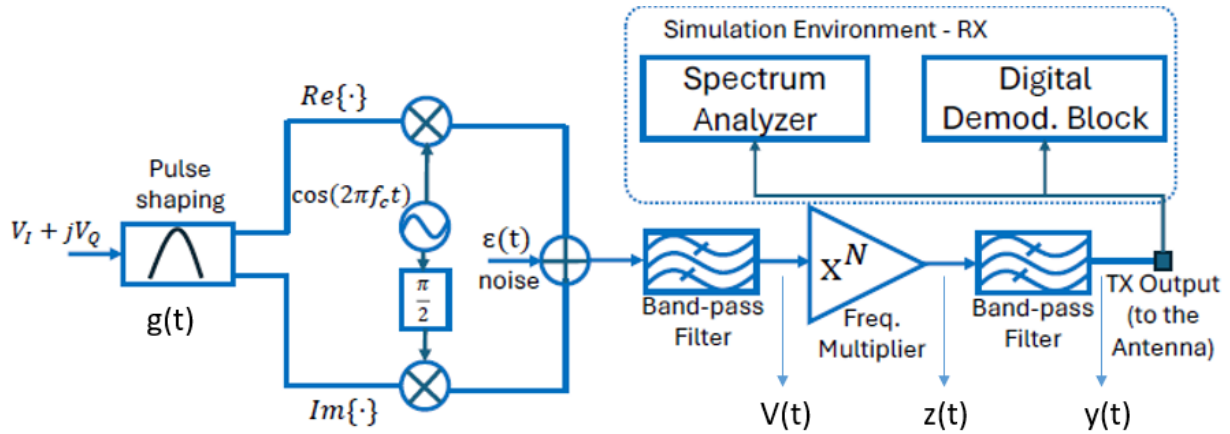 Simulation Environment - RX
Spectrum
Analyzer
Digital
Demod. Block
Re{·}
Pulse
shaping
cos(2πf_c t)
V_I + jV_Q
ε(t)
noise
π/2
g(t)
Im{·}
Band-pass
Filter
X^N
Freq.
Multiplier
Band-pass
Filter
TX Output
(to the
Antenna)
V(t)
z(t)
y(t)